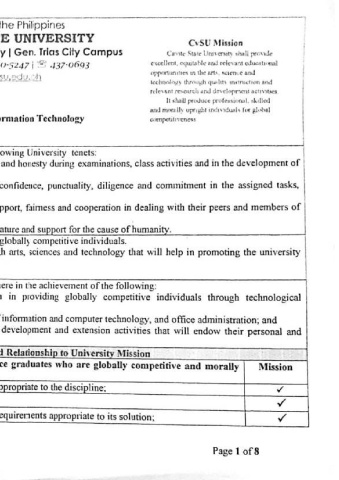 the Philippines
E UNIVERSITY
y | Gen. Trias City Campus
0-5247 | ☏ 437-0693
su.edu.ph
CvSU Mission
Cavite State University shall provide
excellent, equitable and relevant educational
opportunities in the arts, science and
technology through quality instruction and
relevant research and development activities
It shall produce professional, skilled
and morally upright individuals for global
competitiveness
ormation Technology
owing University tenets:
and honesty during examinations, class activities and in the development of
confidence, punctuality, diligence and commitment in the assigned tasks,
pport, fairness and cooperation in dealing with their peers and members of
ature and support for the cause of humanity.
globally competitive individuals.
h arts, sciences and technology that will help in promoting the university
here in the achievement of the following:
n in providing globally competitive individuals through technological
information and computer technology, and office administration; and
development and extension activities that will endow their personal and
d Relationship to University Mission
ce graduates who are globally competitive and morally
Mission
ppropriate to the discipline;
✓
✓
equirements appropriate to its solution;
✓
Page 1 of 8